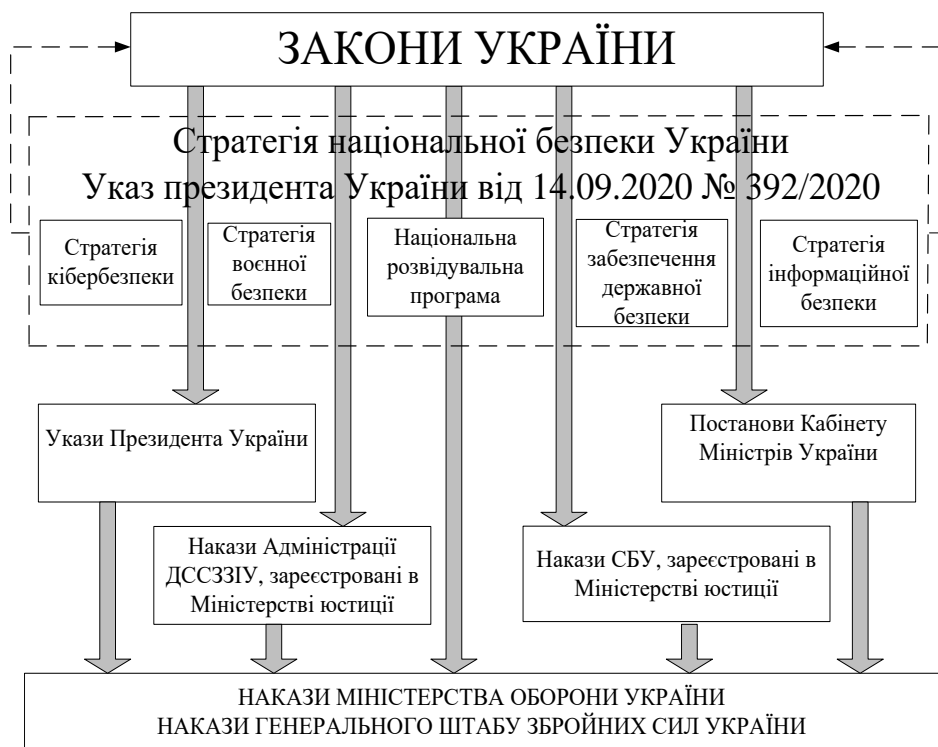 ЗАКОНИ УКРАЇНИ
Стратегія національної безпеки України
Указ президента України від 14.09.2020 № 392/2020
Стратегія
кібербезпеки
Стратегія
воєнної
безпеки
Національна
розвідувальна
програма
Стратегія
забезпечення
державної
безпеки
Стратегія
інформаційної
безпеки
Укази Президента України
Постанови Кабінету
Міністрів України
Накази Адміністрації
ДССЗЗІУ, зареєстровані в
Міністерстві юстиції
Накази СБУ, зареєстровані в
Міністерстві юстиції
НАКАЗИ МІНІСТЕРСТВА ОБОРОНИ УКРАЇНИ
НАКАЗИ ГЕНЕРАЛЬНОГО ШТАБУ ЗБРОЙНИХ СИЛ УКРАЇНИ